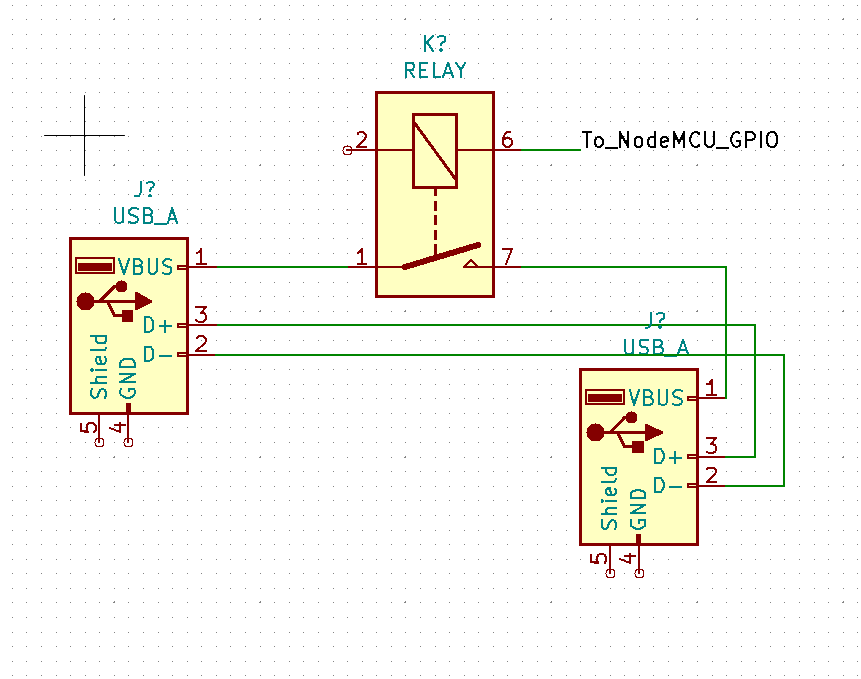 K?
RELAY
2
6
To_NodeMCU_GPIO
1
7
J?
USB_A
VBUS
1
D+
3
D-
2
Shield
GND
5
4
J?
USB_A
VBUS
1
D+
3
D-
2
Shield
GND
5
4